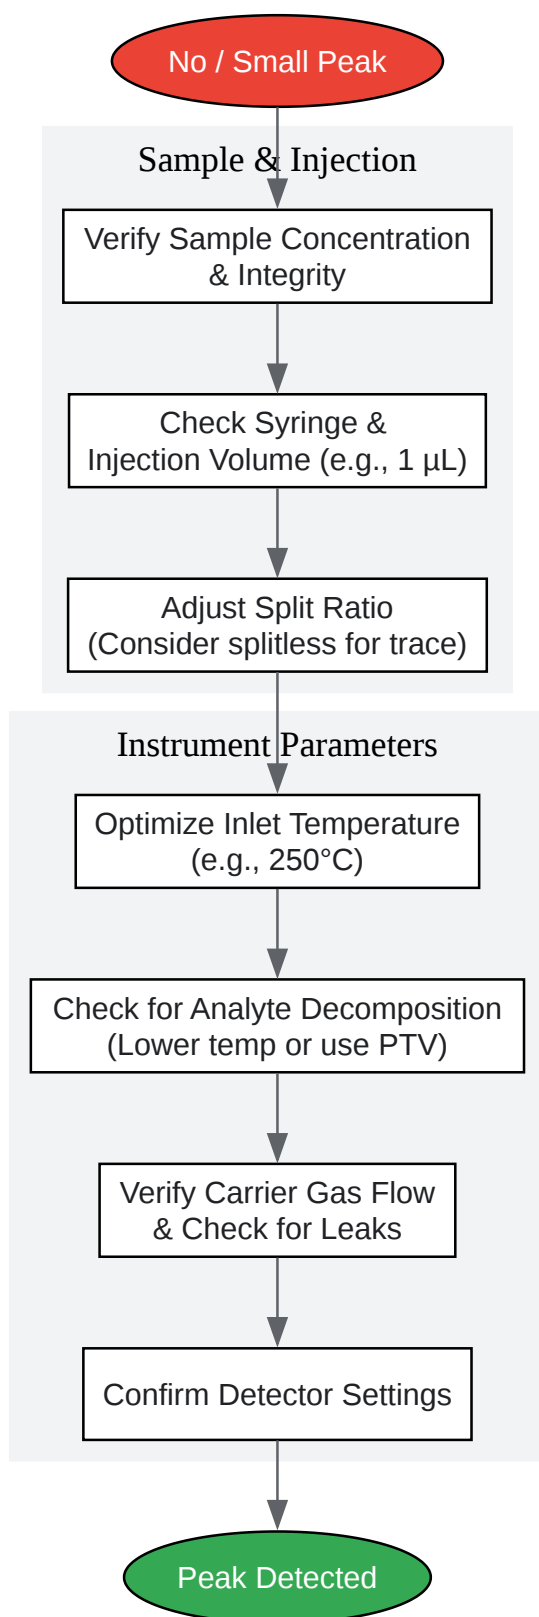 No / Small Peak
Sample & Injection
Verify Sample Concentration
& Integrity
Check Syringe &
Injection Volume (e.g., 1 µL)
Adjust Split Ratio
(Consider splitless for trace)
Instrument Parameters
Optimize Inlet Temperature
(e.g., 250°C)
Check for Analyte Decomposition
(Lower temp or use PTV)
Verify Carrier Gas Flow
& Check for Leaks
Confirm Detector Settings
Peak Detected